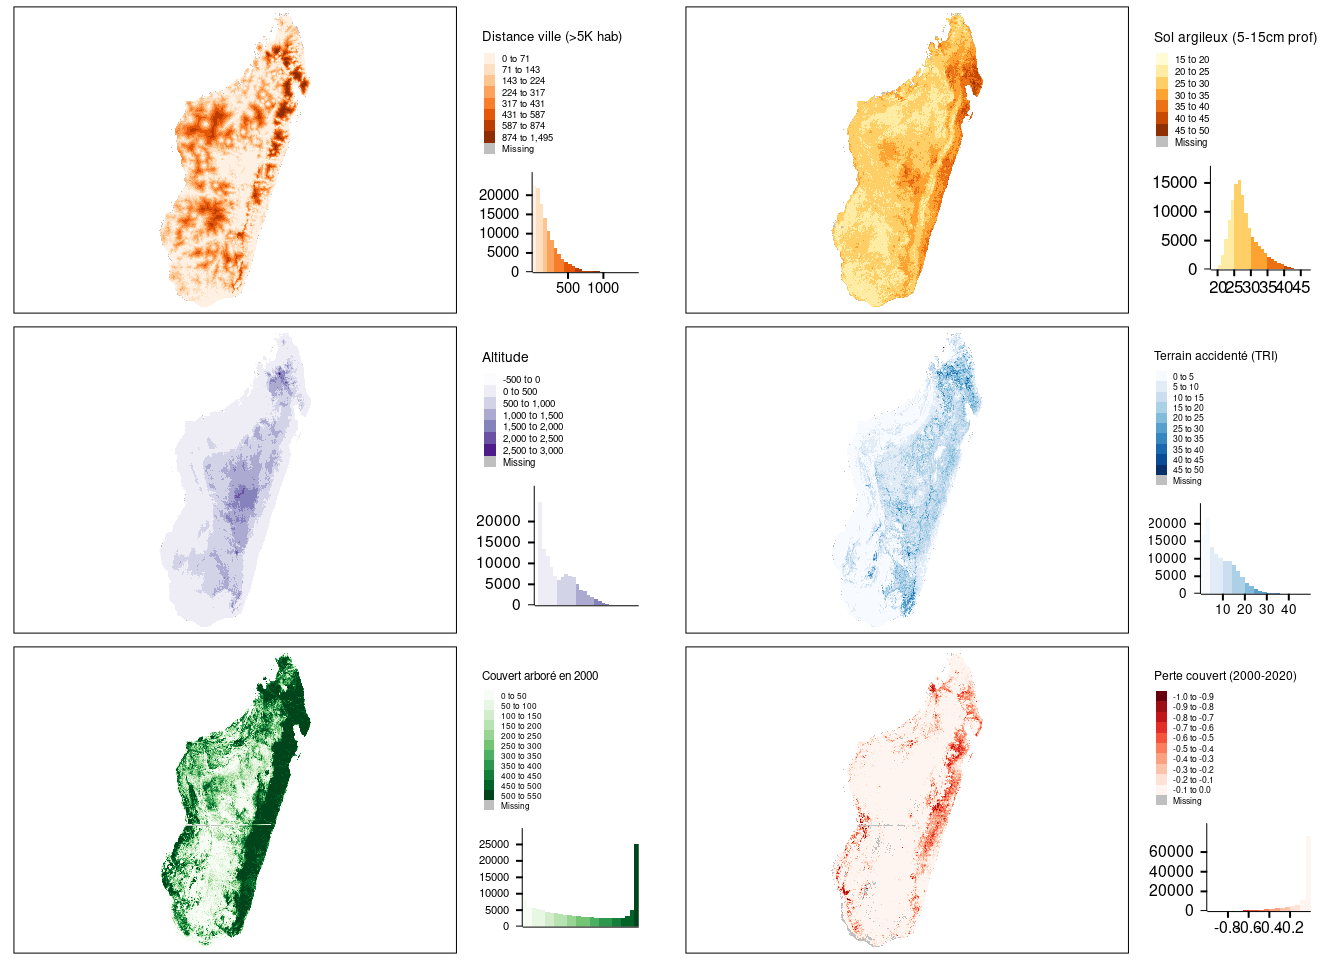 Distance ville (>5K hab)
0 to 71
71 to 143
143 to 224
224 to 317
317 to 431
431 to 587
587 to 874
874 to 1,495
Missing
20000
15000
10000
5000
0
500 1000
Sol argileux (5-15cm prof)
15 to 20
20 to 25
25 to 30
30 to 35
35 to 40
40 to 45
45 to 50
Missing
15000
10000
5000
0
202530354045
Altitude
-500 to 0
0 to 500
500 to 1,000
1,000 to 1,500
1,500 to 2,000
2,000 to 2,500
2,500 to 3,000
Missing
20000
15000
10000
5000
0
Terrain accidenté (TRI)
0 to 5
5 to 10
10 to 15
15 to 20
20 to 25
25 to 30
30 to 35
35 to 40
40 to 45
45 to 50
Missing
20000
15000
10000
5000
0
10 20 30 40
Couvert arboré en 2000
0 to 50
50 to 100
100 to 150
150 to 200
200 to 250
250 to 300
300 to 350
350 to 400
400 to 450
450 to 500
500 to 550
Missing
25000
20000
15000
10000
5000
0
Perte couvert (2000-2020)
-1.0 to -0.9
-0.9 to -0.8
-0.8 to -0.7
-0.7 to -0.6
-0.6 to -0.5
-0.5 to -0.4
-0.4 to -0.3
-0.3 to -0.2
-0.2 to -0.1
-0.1 to 0.0
Missing
60000
40000
20000
0
-0.8-0.6-0.4-0.2